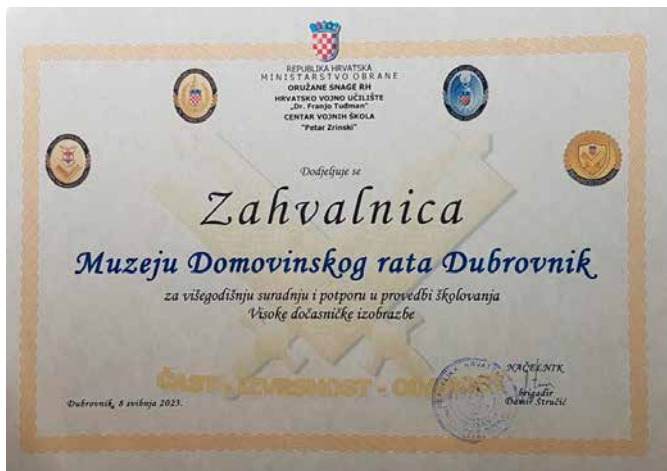 REPUBLIKA HRVATSKA
MINISTARSTVO OBRANE
ORUŽANE SNAGE RH
HRVATSKO VOJNO UČILIŠTE
„Dr. Franjo Tuđman"
CENTAR VOJNIH ŠKOLA
"Petar Zrinski"
Dodjeljuje se
Zahvalnica
Muzeju Domovinskog rata Dubrovnik
za višegodišnju suradnju i potporu u provedbi školovanja
Visoke dočasničke izobrazbe
ČAST - IZVRSNOST -
NAČELNIK
brigadir
Damir Stručić
Dubrovnik, 8 svibnja 2023.